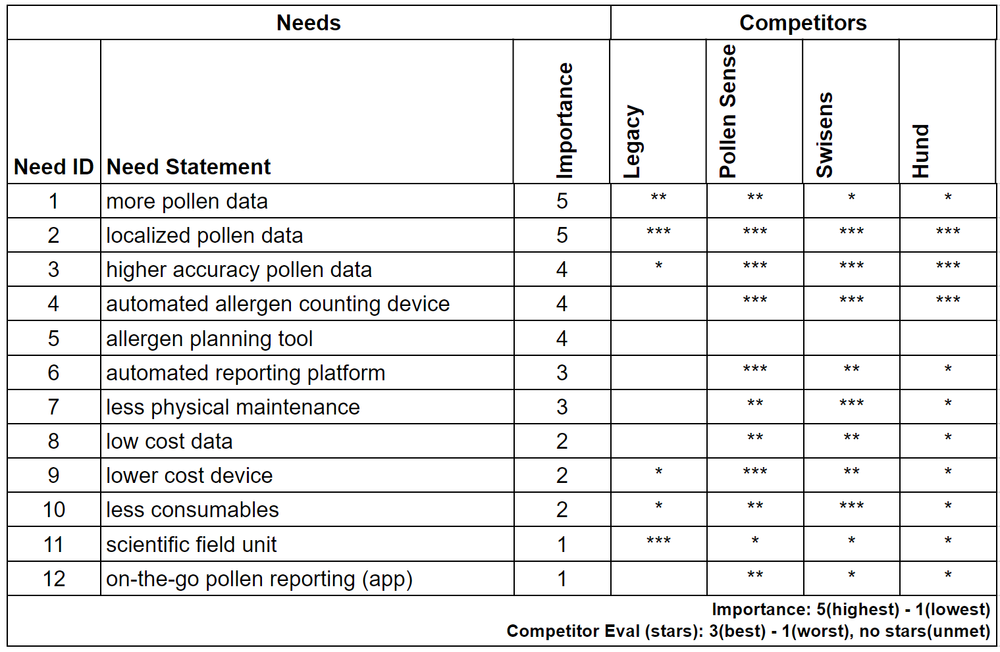 Needs Competitors
Need ID Need Statement Importance Legacy Pollen Sense Swisens Hund
1 more pollen data 5 ** ** * *
2 localized pollen data 5 *** *** *** ***
3 higher accuracy pollen data 4 * *** *** ***
4 automated allergen counting device 4 *** *** ***
5 allergen planning tool 4
6 automated reporting platform 3 *** ** *
7 less physical maintenance 3 ** *** *
8 low cost data 2 ** ** *
9 lower cost device 2 * *** ** *
10 less consumables 2 * ** *** *
11 scientific field unit 1 *** * * *
12 on-the-go pollen reporting (app) 1 ** * *
Importance: 5(highest) - 1(lowest)
Competitor Eval (stars): 3(best) - 1(worst), no stars(unmet)